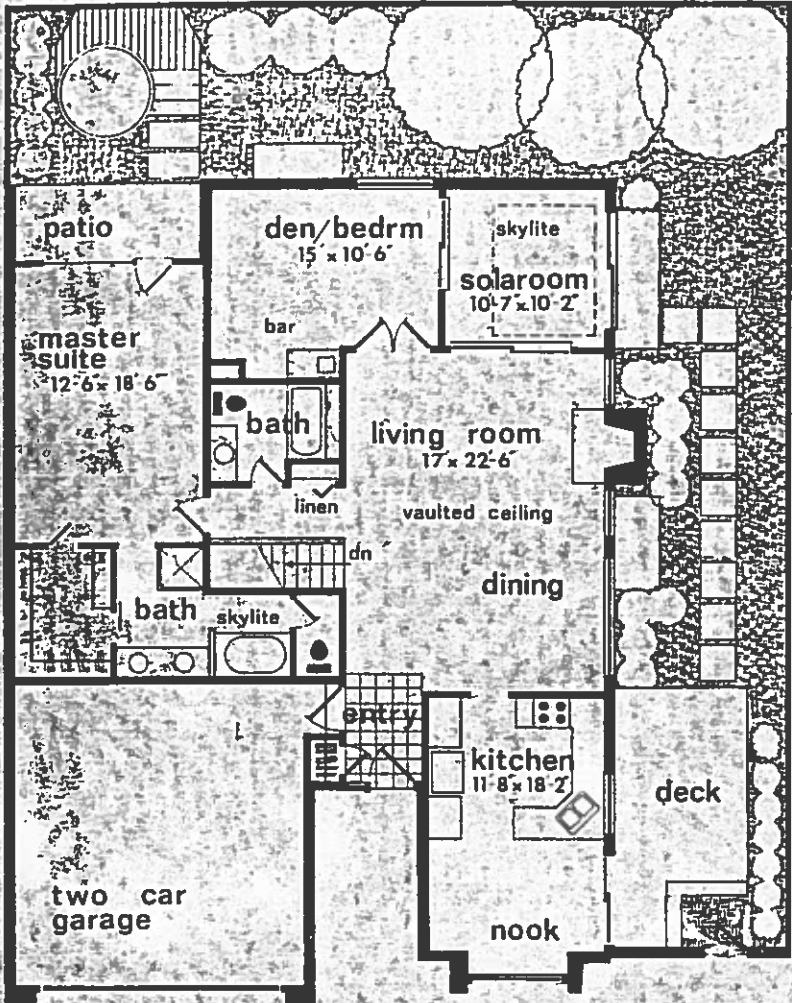 patio
den/bedrm
15' x 10'6"
skylite
solaroom
10'-7" x 10'-2"
bar
master
suite
12'-6" x 18'6"
bath
living room
17' x 22'-6"
linen
vaulted ceiling
dn
dining
bath
skylite
entry
kitchen
11'8" x 18'-2"
deck
two car
garage
nook